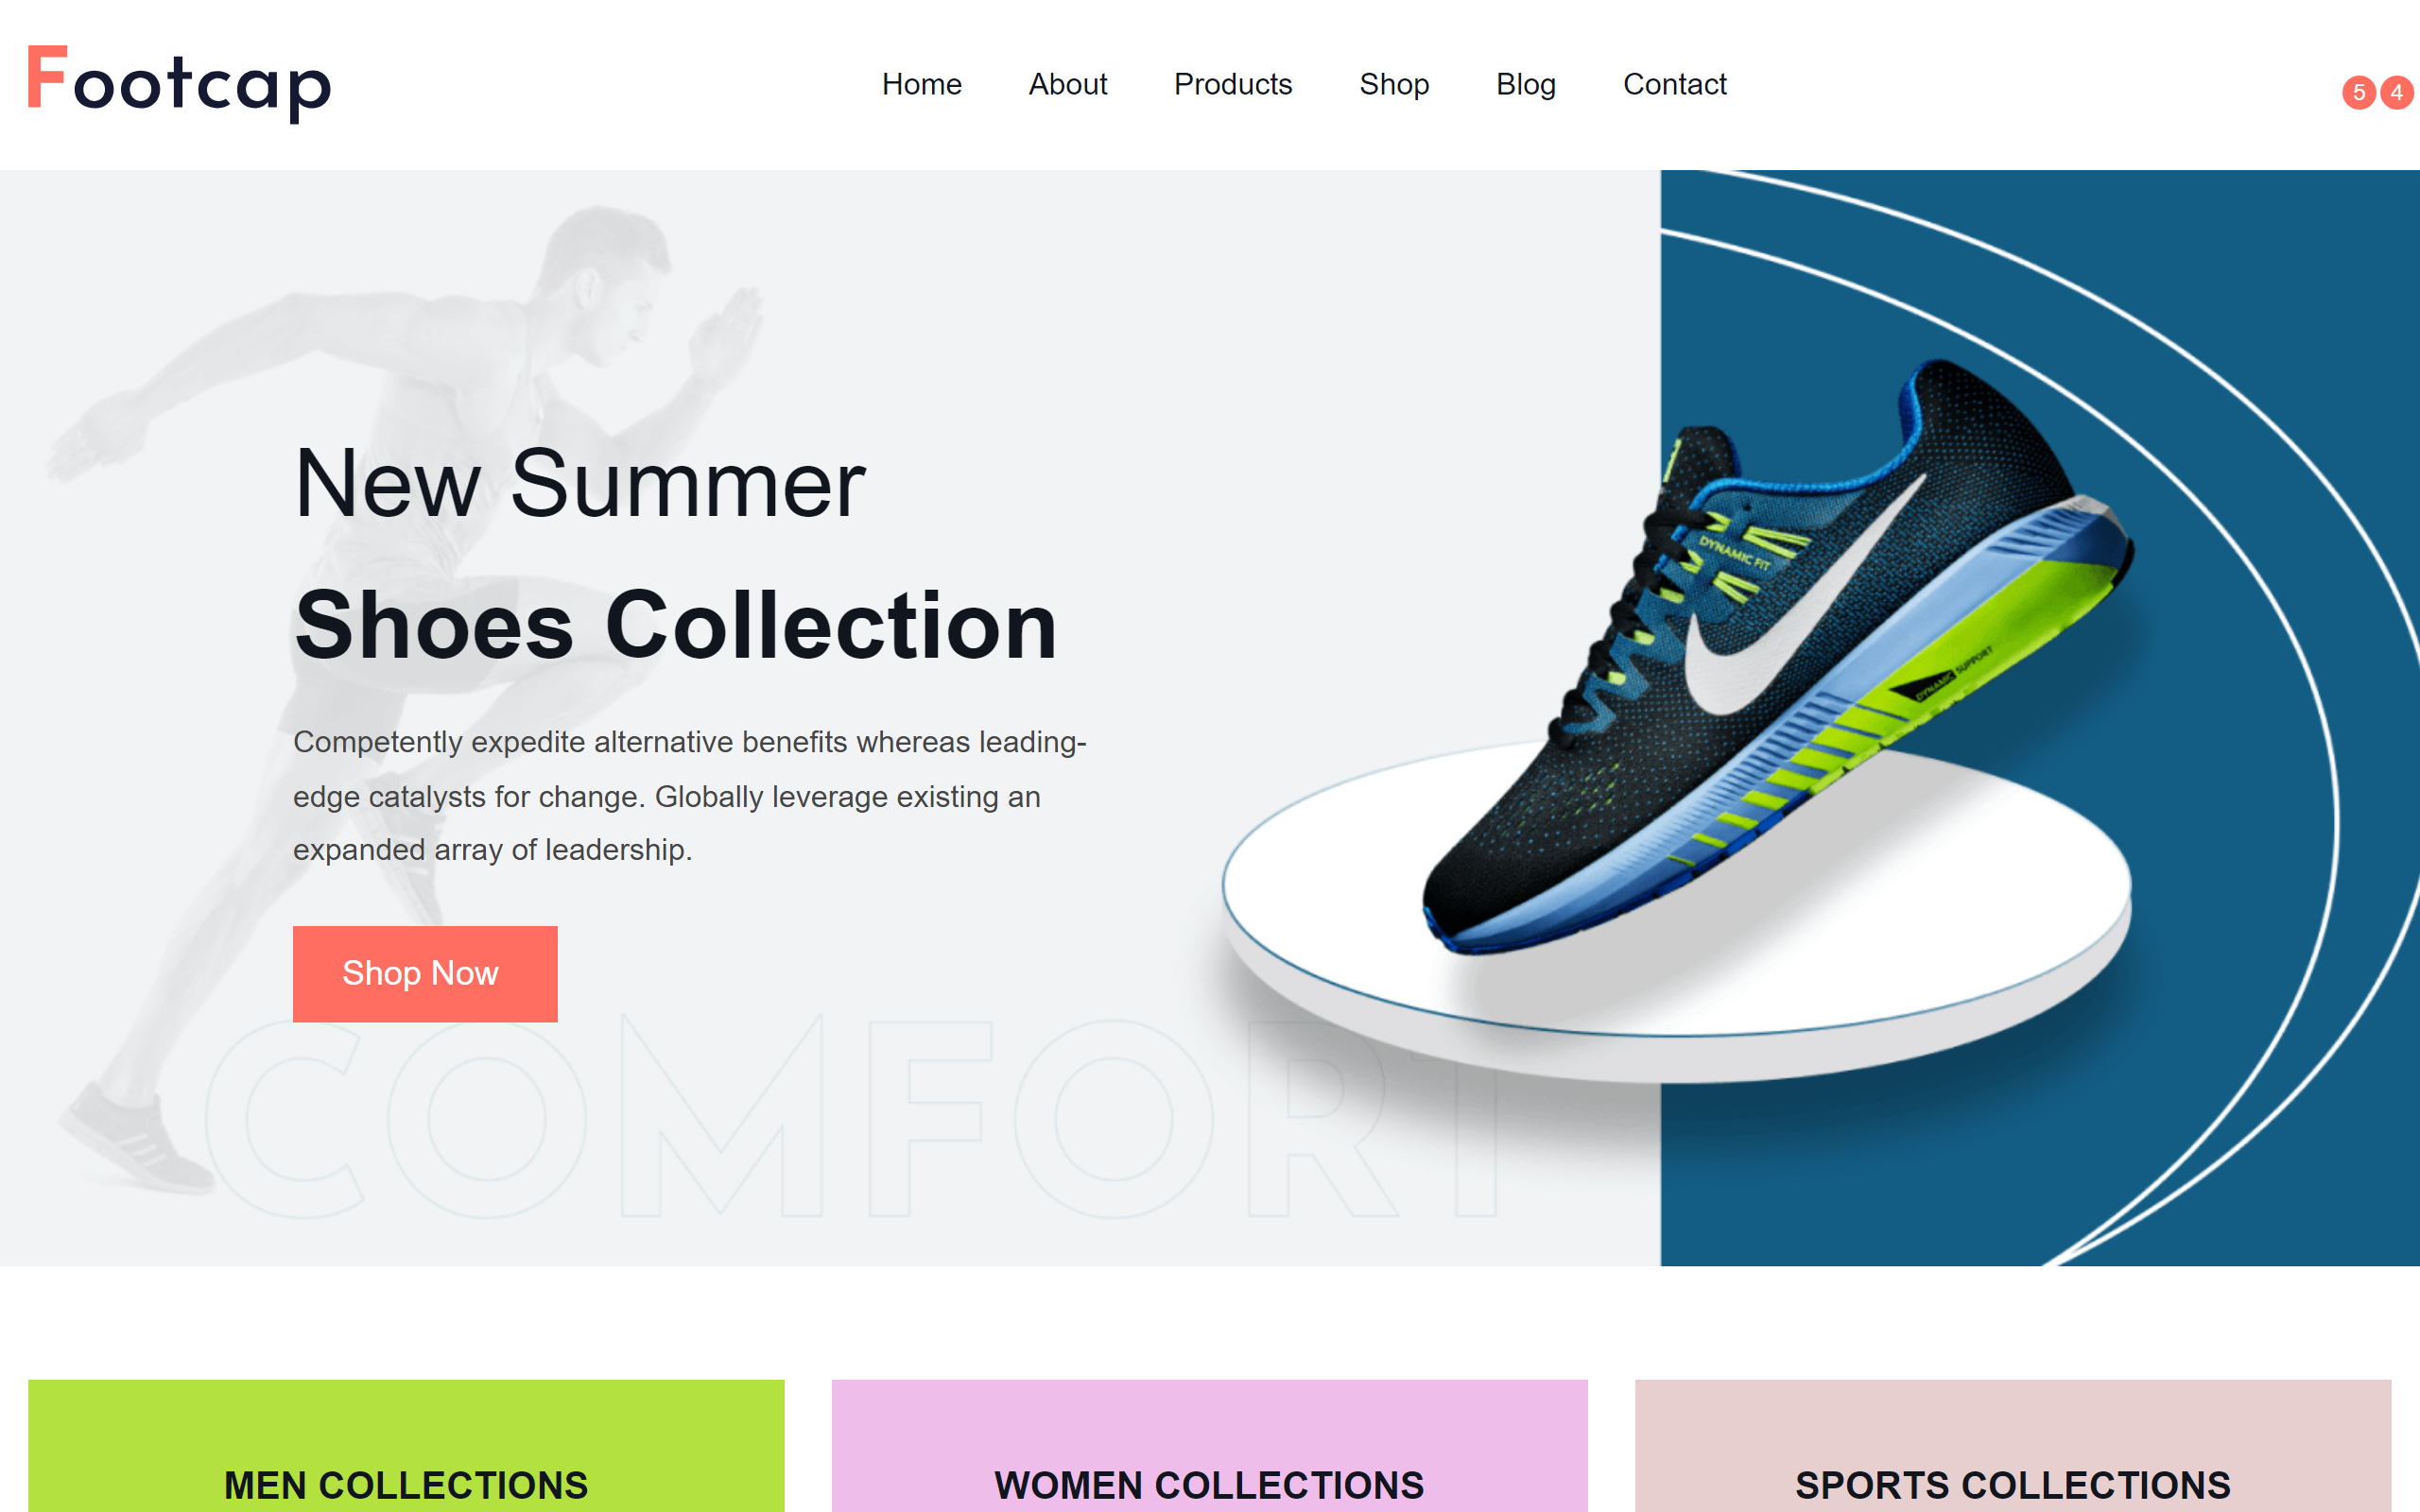 Footcap
Home About Products Shop Blog Contact
5 4
New Summer
Shoes Collection
DYNAMIC FIT
DYNAMIC SUPPORT
Competently expedite alternative benefits whereas leading-
edge catalysts for change. Globally leverage existing an
expanded array of leadership.
Shop Now
COMFORT
MEN COLLECTIONS
WOMEN COLLECTIONS
SPORTS COLLECTIONS